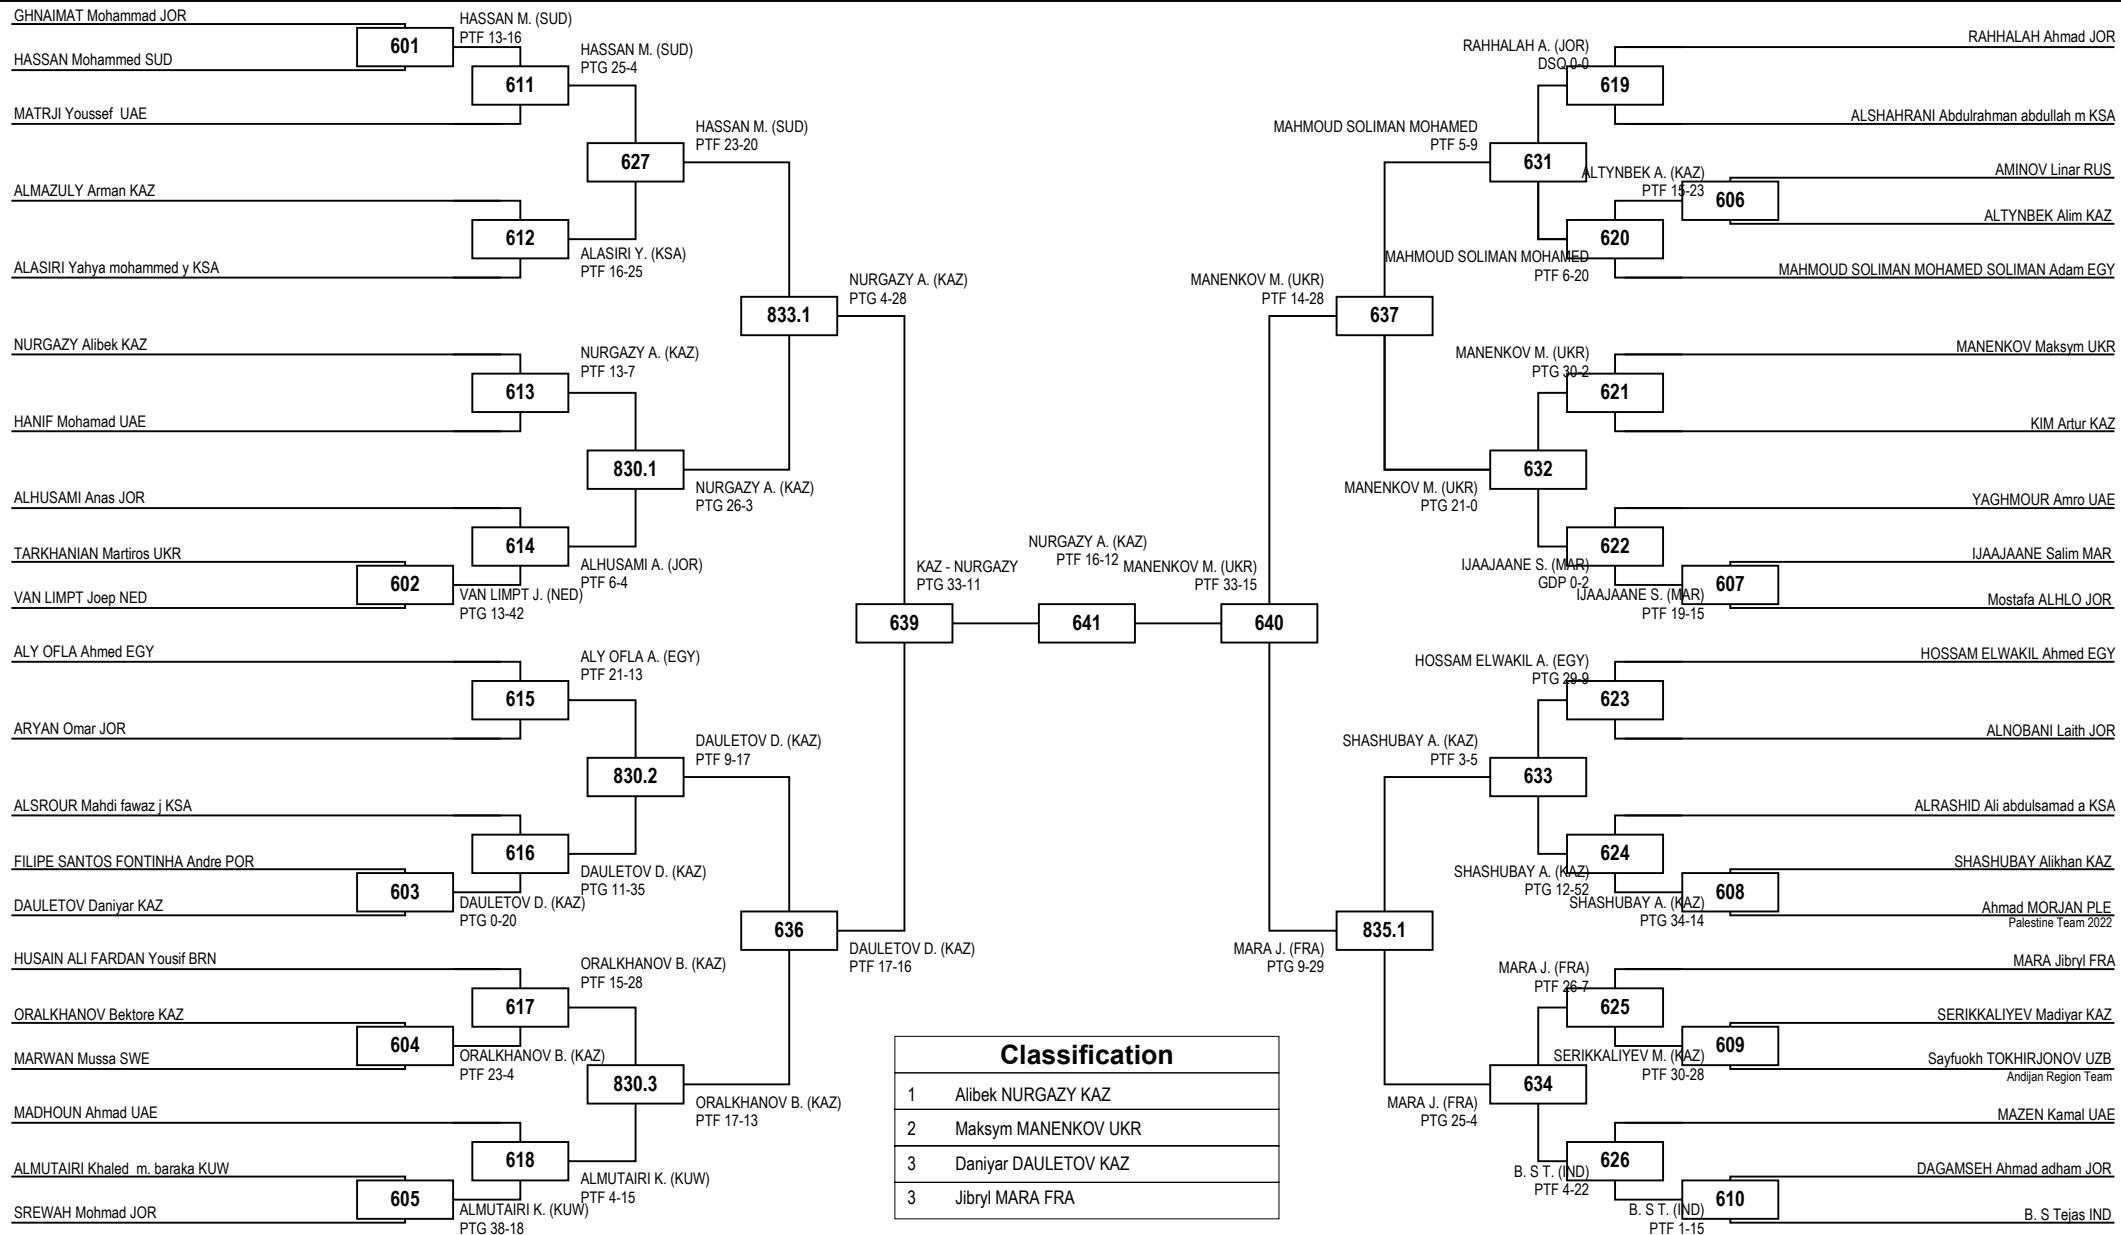 GHNAIMAT Mohammad JOR
HASSAN Mohammed SUD
MATRJI Youssef UAE
ALMAZULY Arman KAZ
ALASIRI Yahya mohammed y KSA
NURGAZY Alibek KAZ
HANIF Mohamad UAE
ALHUSAMI Anas JOR
TARKHANIAN Martiros UKR
VAN LIMPT Joep NED
ALY OFLA Ahmed EGY
ARYAN Omar JOR
ALSROUR Mahdi fawaz j KSA
FILIPE SANTOS FONTINHA Andre POR
DAULETOV Daniyar KAZ
HUSAIN ALI FARDAN Yousif BRN
ORALKHANOV Bektore KAZ
MARWAN Mussa SWE
MADHOUN Ahmad UAE
ALMUTAIRI Khaled m. baraka KUW
SREWAH Mohmad JOR
601
HASSAN M. (SUD)
PTF 13-16
602
VAN LIMPT J. (NED)
PTG 13-42
603
DAULETOV D. (KAZ)
PTG 0-20
604
ORALKHANOV B. (KAZ)
PTF 23-4
605
ALMUTAIRI K. (KUW)
PTG 38-18
611
HASSAN M. (SUD)
PTG 25-4
612
ALASIRI Y. (KSA)
PTF 16-25
613
NURGAZY A. (KAZ)
PTF 13-7
614
ALHUSAMI A. (JOR)
PTF 6-4
615
ALY OFLA A. (EGY)
PTF 21-13
616
DAULETOV D. (KAZ)
PTG 11-35
617
ORALKHANOV B. (KAZ)
PTF 15-28
618
ALMUTAIRI K. (KUW)
PTF 4-15
627
HASSAN M. (SUD)
PTF 23-20
830.1
NURGAZY A. (KAZ)
PTG 26-3
830.2
DAULETOV D. (KAZ)
PTF 9-17
830.3
ORALKHANOV B. (KAZ)
PTF 17-13
833.1
NURGAZY A. (KAZ)
PTG 4-28
636
DAULETOV D. (KAZ)
PTF 17-16
639
KAZ - NURGAZY
PTG 33-11
641
NURGAZY A. (KAZ)
PTF 16-12
640
MANENKOV M. (UKR)
PTF 33-15
637
MANENKOV M. (UKR)
PTF 14-28
835.1
MARA J. (FRA)
PTG 9-29
631
MAHMOUD SOLIMAN MOHAMED
PTF 5-9
632
MANENKOV M. (UKR)
PTG 21-0
633
SHASHUBAY A. (KAZ)
PTF 3-5
634
MARA J. (FRA)
PTG 25-4
619
RAHHALAH A. (JOR)
DSQ 0-0
620
MAHMOUD SOLIMAN MOHAMED
PTF 6-20
621
MANENKOV M. (UKR)
PTG 30-2
622
IJAAJAANE S. (MAR)
GDP 0-2
623
HOSSAM ELWAKIL A. (EGY)
PTG 29-9
624
SHASHUBAY A. (KAZ)
PTG 12-52
625
MARA J. (FRA)
PTF 26-7
626
B. S T. (IND)
PTF 4-22
606
ALTYNBEK A. (KAZ)
PTF 15-23
607
IJAAJAANE S. (MAR)
PTF 19-15
608
SHASHUBAY A. (KAZ)
PTG 34-14
609
SERIKKALIYEV M. (KAZ)
PTF 30-28
610
B. S T. (IND)
PTF 1-15
RAHHALAH Ahmad JOR
ALSHAHRANI Abdulrahman abdullah m KSA
AMINOV Linar RUS
ALTYNBEK Alim KAZ
MAHMOUD SOLIMAN MOHAMED SOLIMAN Adam EGY
MANENKOV Maksym UKR
KIM Artur KAZ
YAGHMOUR Amro UAE
IJAAJAANE Salim MAR
Mostafa ALHLO JOR
HOSSAM ELWAKIL Ahmed EGY
ALNOBANI Laith JOR
ALRASHID Ali abdulsamad a KSA
SHASHUBAY Alikhan KAZ
Ahmad MORJAN PLE
Palestine Team 2022
MARA Jibryl FRA
SERIKKALIYEV Madiyar KAZ
Sayfuokh TOKHIRJONOV UZB
Andijan Region Team
MAZEN Kamal UAE
DAGAMSEH Ahmad adham JOR
B. S Tejas IND
Classification
1 Alibek NURGAZY KAZ
2 Maksym MANENKOV UKR
3 Daniyar DAULETOV KAZ
3 Jibryl MARA FRA